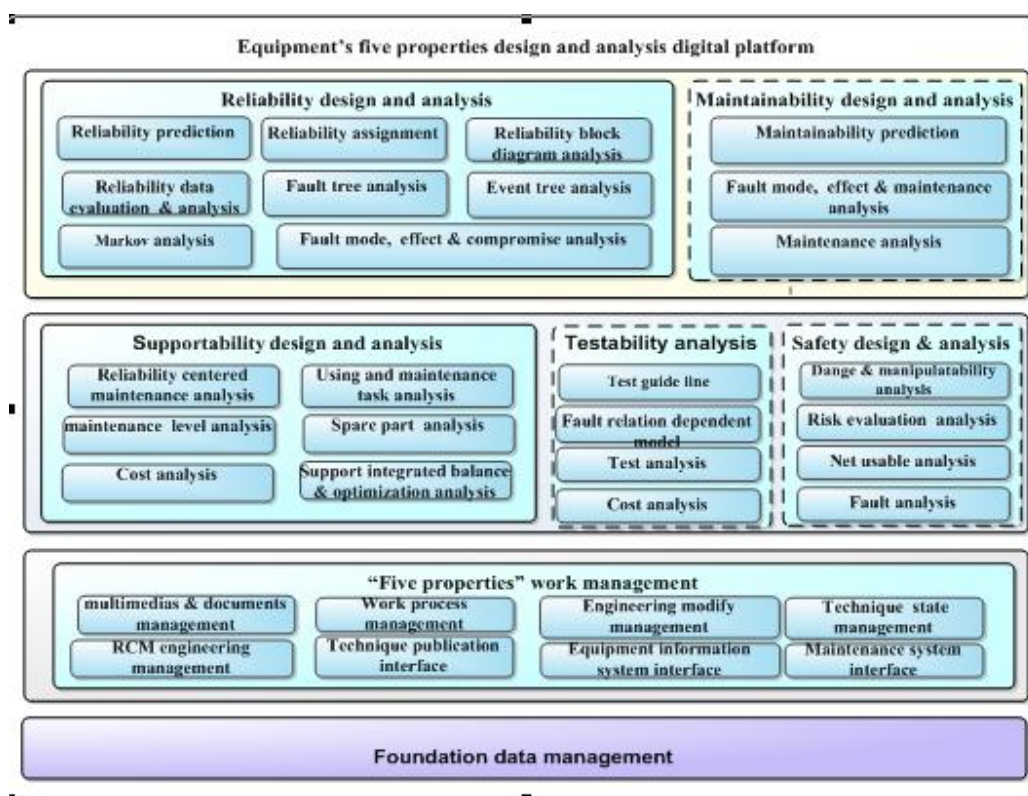 Equipment's five properties design and analysis digital platform
Reliability design and analysis
Reliability prediction
Reliability assignment
Reliability block
diagram analysis
Reliability data
evaluation & analysis
Fault tree analysis
Event tree analysis
Markov analysis
Fault mode, effect & compromise analysis
Maintainability design and analysis
Maintainability prediction
Fault mode, effect & maintenance
analysis
Maintenance analysis
Supportability design and analysis
Reliability centered
maintenance analysis
Using and maintenance
task analysis
maintenance level analysis
Spare part analysis
Cost analysis
Support integrated balance
& optimization analysis
Testability analysis
Test guide line
Fault relation dependent
model
Test analysis
Cost analysis
Safety design & analysis
Dange & manipulatability
analysis
Risk evaluation analysis
Net usable analysis
Fault analysis
“Five properties” work management
multimedias & documents
management
Work process
management
Engineering modify
management
Technique state
management
RCM engineering
management
Technique publication
interface
Equipment information
system interface
Maintenance system
interface
Foundation data management